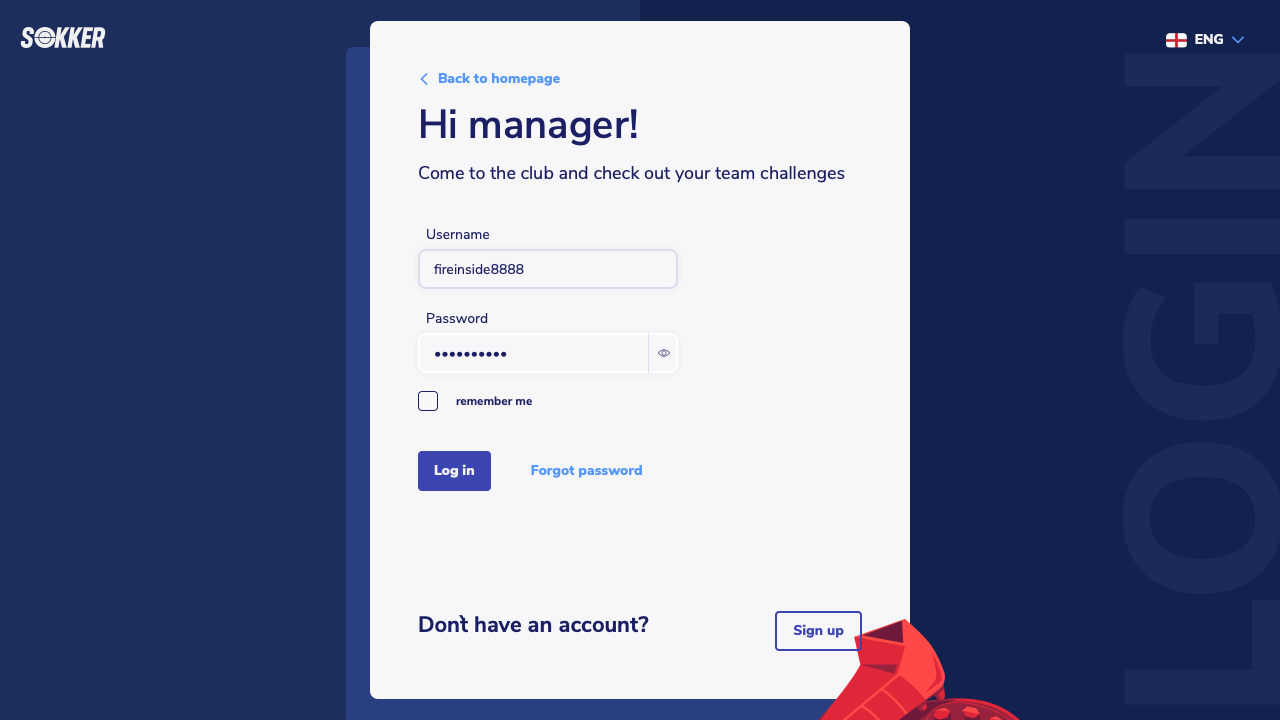 SOKKER
ENG
Back to homepage
Hi manager!
Come to the club and check out your team challenges
Username
fireinside8888
Password
••••••••••
remember me
Log in
Forgot password
Don't have an account?
Sign up
LOGIN